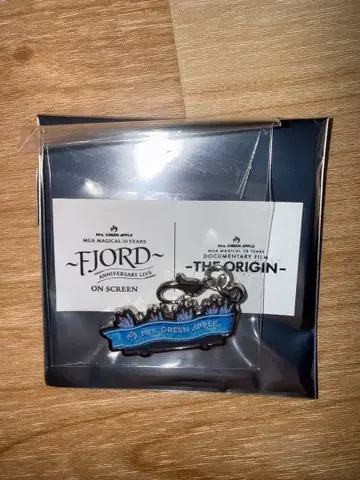 Mrs. GREEN APPLE
MGA MAGICAL 10 YEARS
~FJORD~
ANNIVERSARY LIVE
ON SCREEN
Mrs. GREEN APPLE
MGA MAGICAL 10 YEARS
DOCUMENTARY FILM
~THE ORIGIN~
Mrs. GREEN APPLE